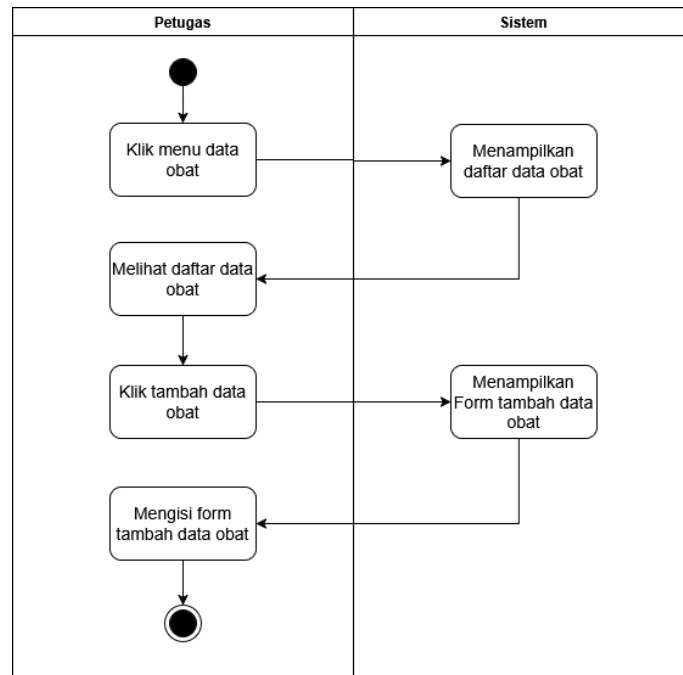 Petugas
Sistem
Klik menu data
obat
Menampilkan
daftar data obat
Melihat daftar data
obat
Klik tambah data
obat
Menampilkan
Form tambah data
obat
Mengisi form
tambah data obat